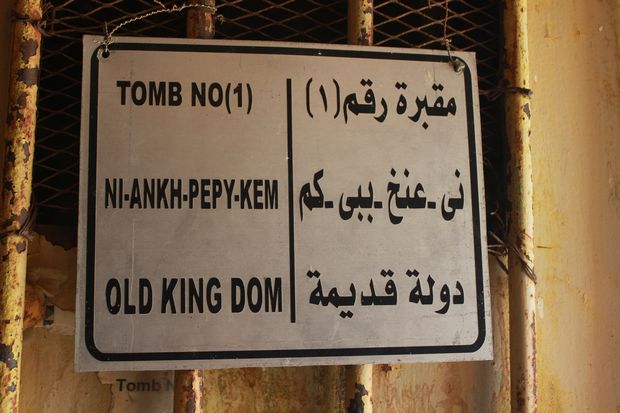 TOMB NO(1)
مقبرة رقم(١)
NI-ANKH-PEPY-KEM
نى-عنخ-ببى-كم
OLD KING DOM
دولة قديمة
Tomb